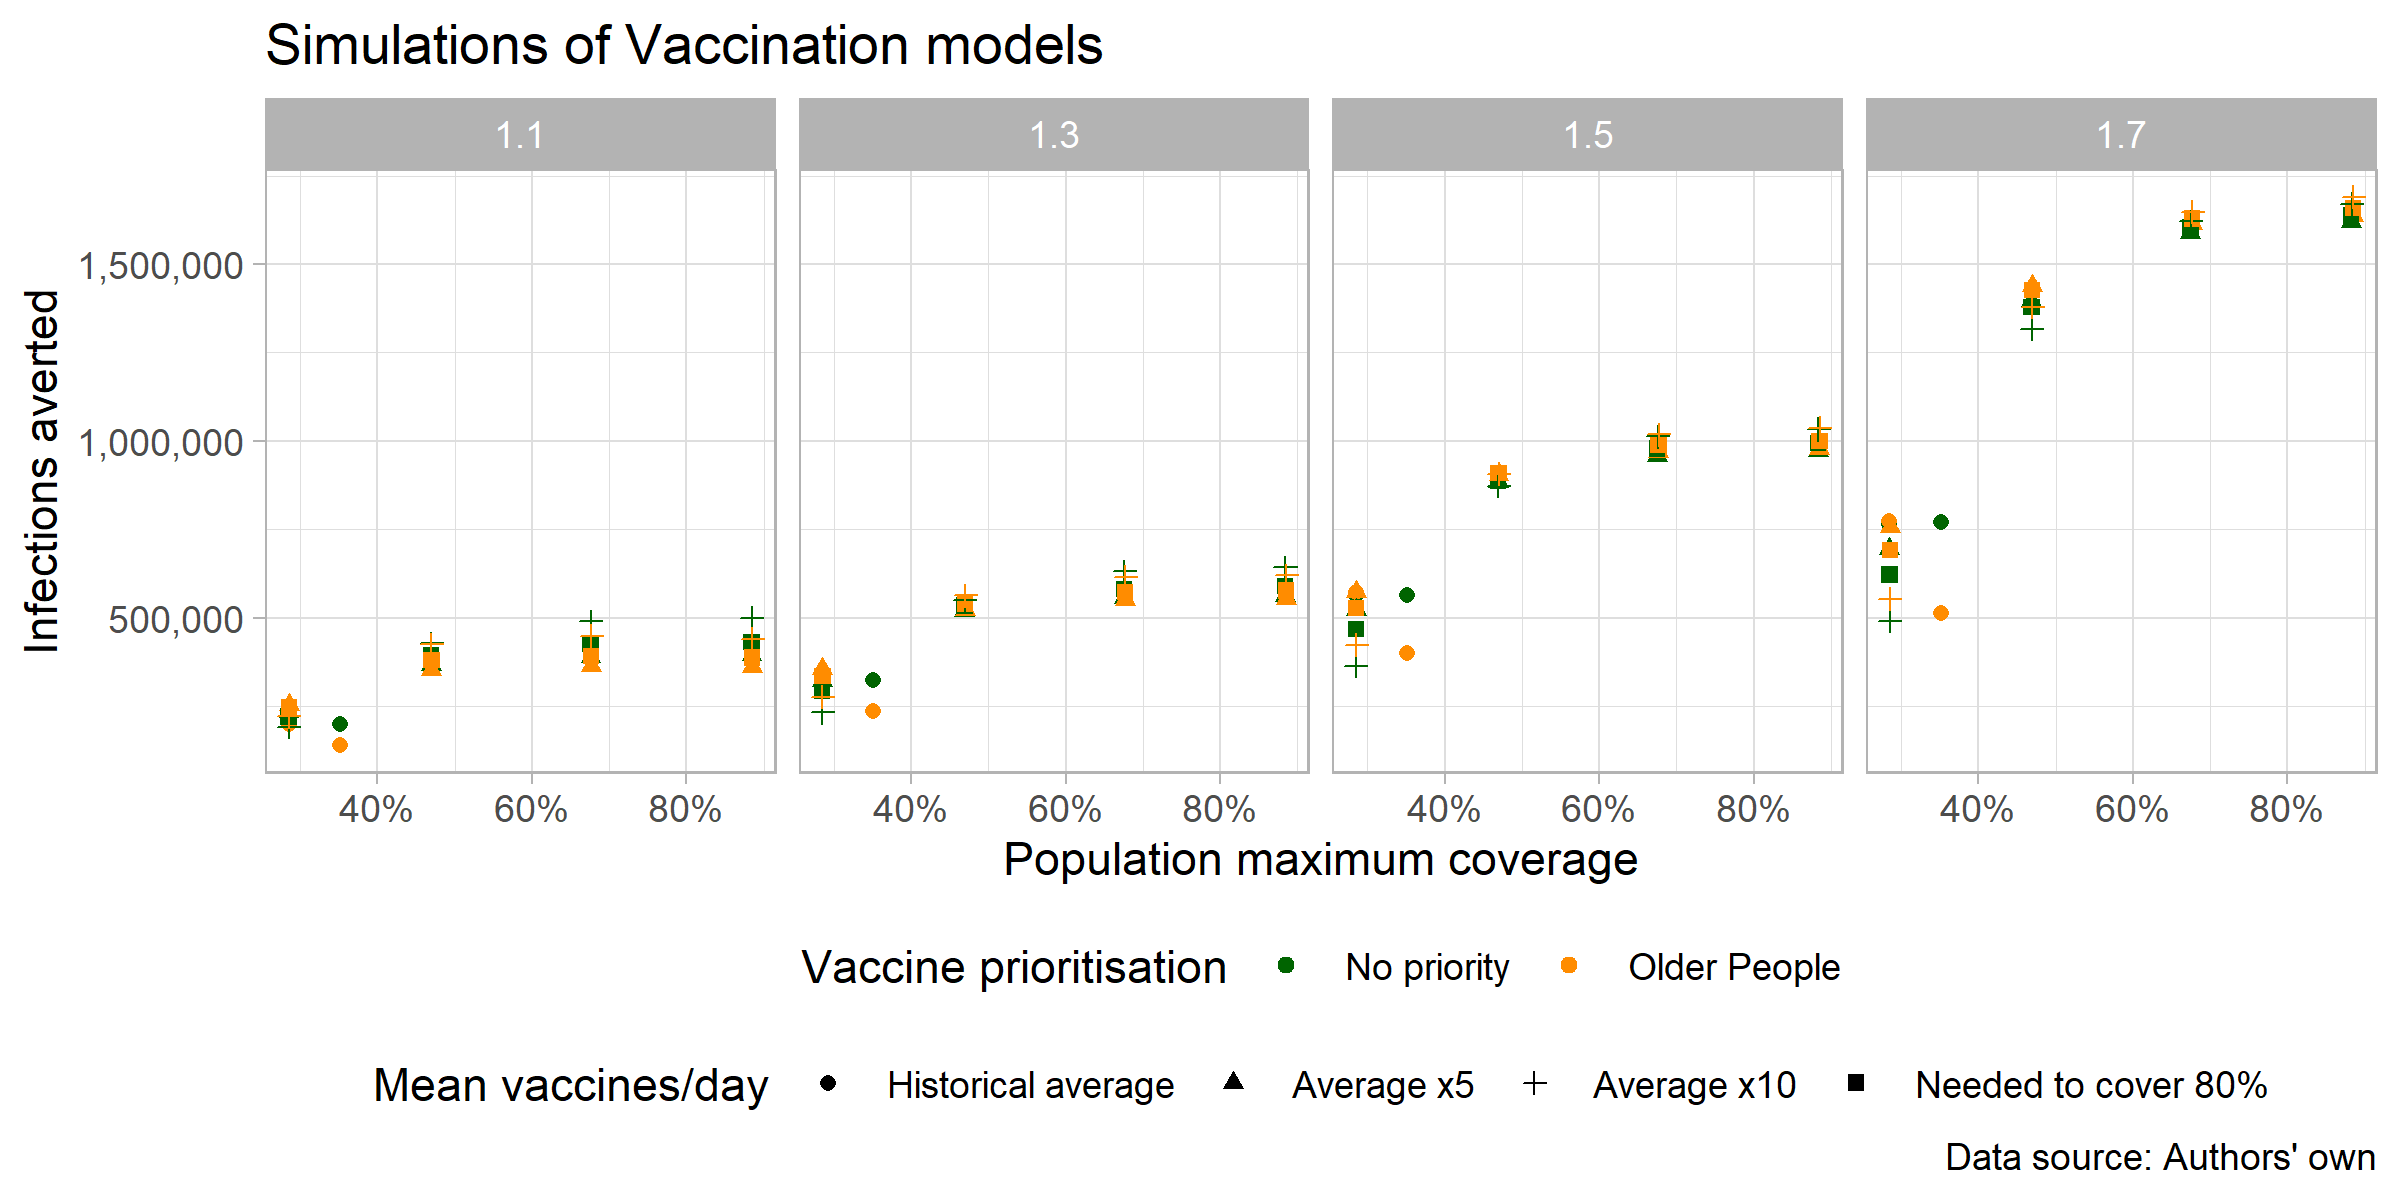 Simulations of Vaccination models
1.1
1.3
1.5
1.7
Infections averted
1,500,000
1,000,000
500,000
40%
60%
80%
40%
60%
80%
40%
60%
80%
40%
60%
80%
Population maximum coverage
Vaccine prioritisation
No priority
Older People
Mean vaccines/day
Historical average
Average x5
Average x10
Needed to cover 80%
Data source: Authors' own